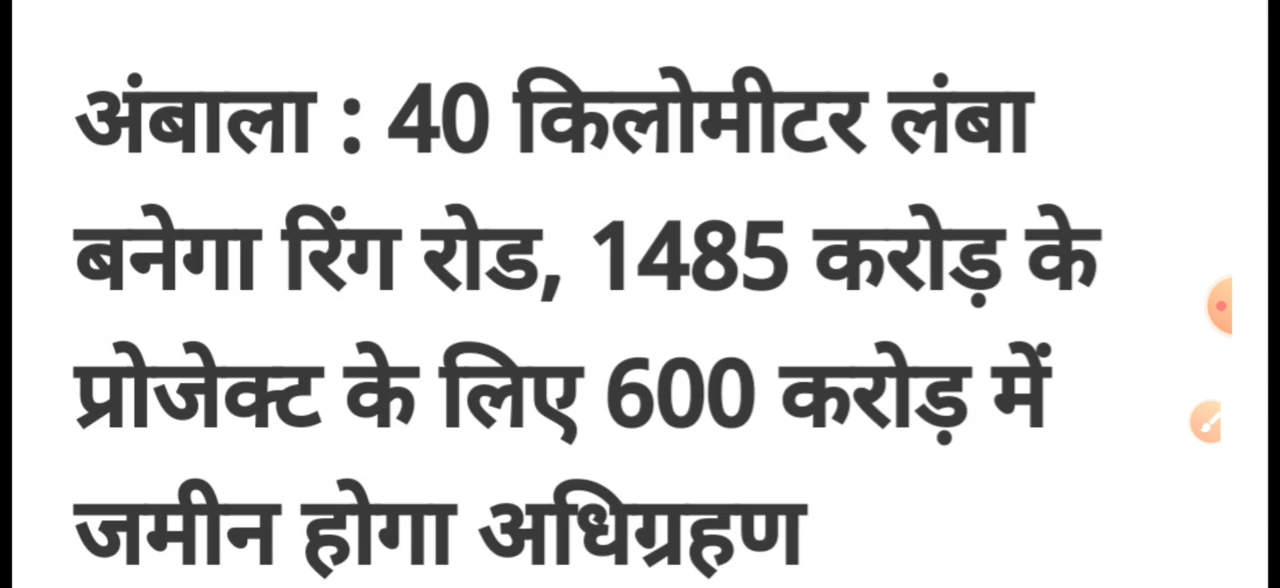 अंबाला : 40 किलोमीटर लंबा
बनेगा रिंग रोड, 1485 करोड़ के
प्रोजेक्ट के लिए 600 करोड़ में
जमीन होगा अधिग्रहण